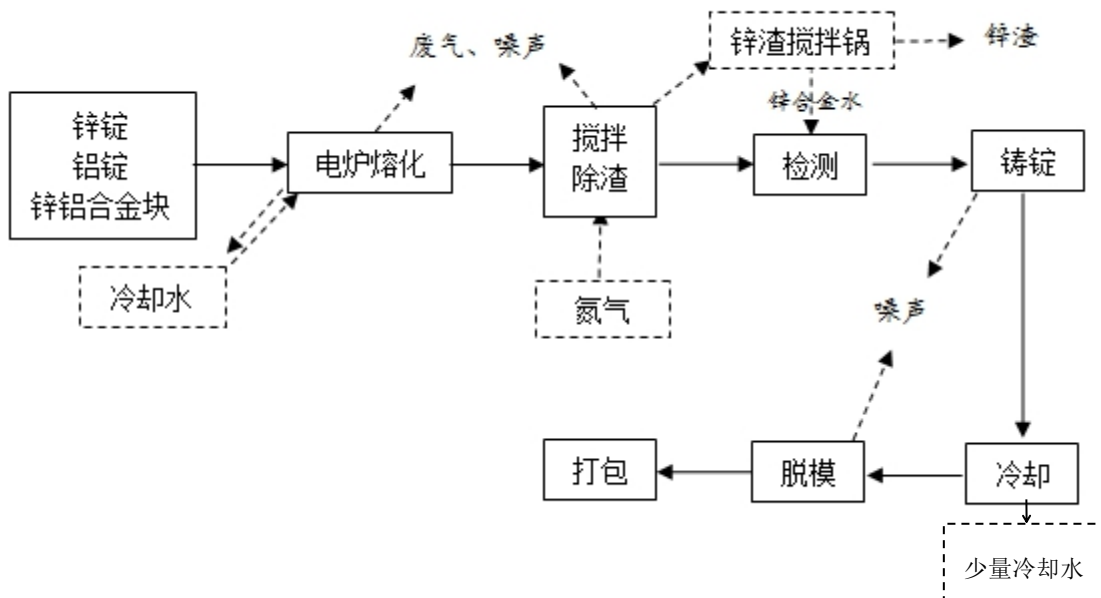 锌渣搅拌锅
锌渣
废气、噪声
锌合金水
锌锭
铝锭
锌铝合金块
电炉熔化
搅拌
除渣
检测
铸锭
冷却水
氮气
噪声
打包
脱模
冷却
少量冷却水